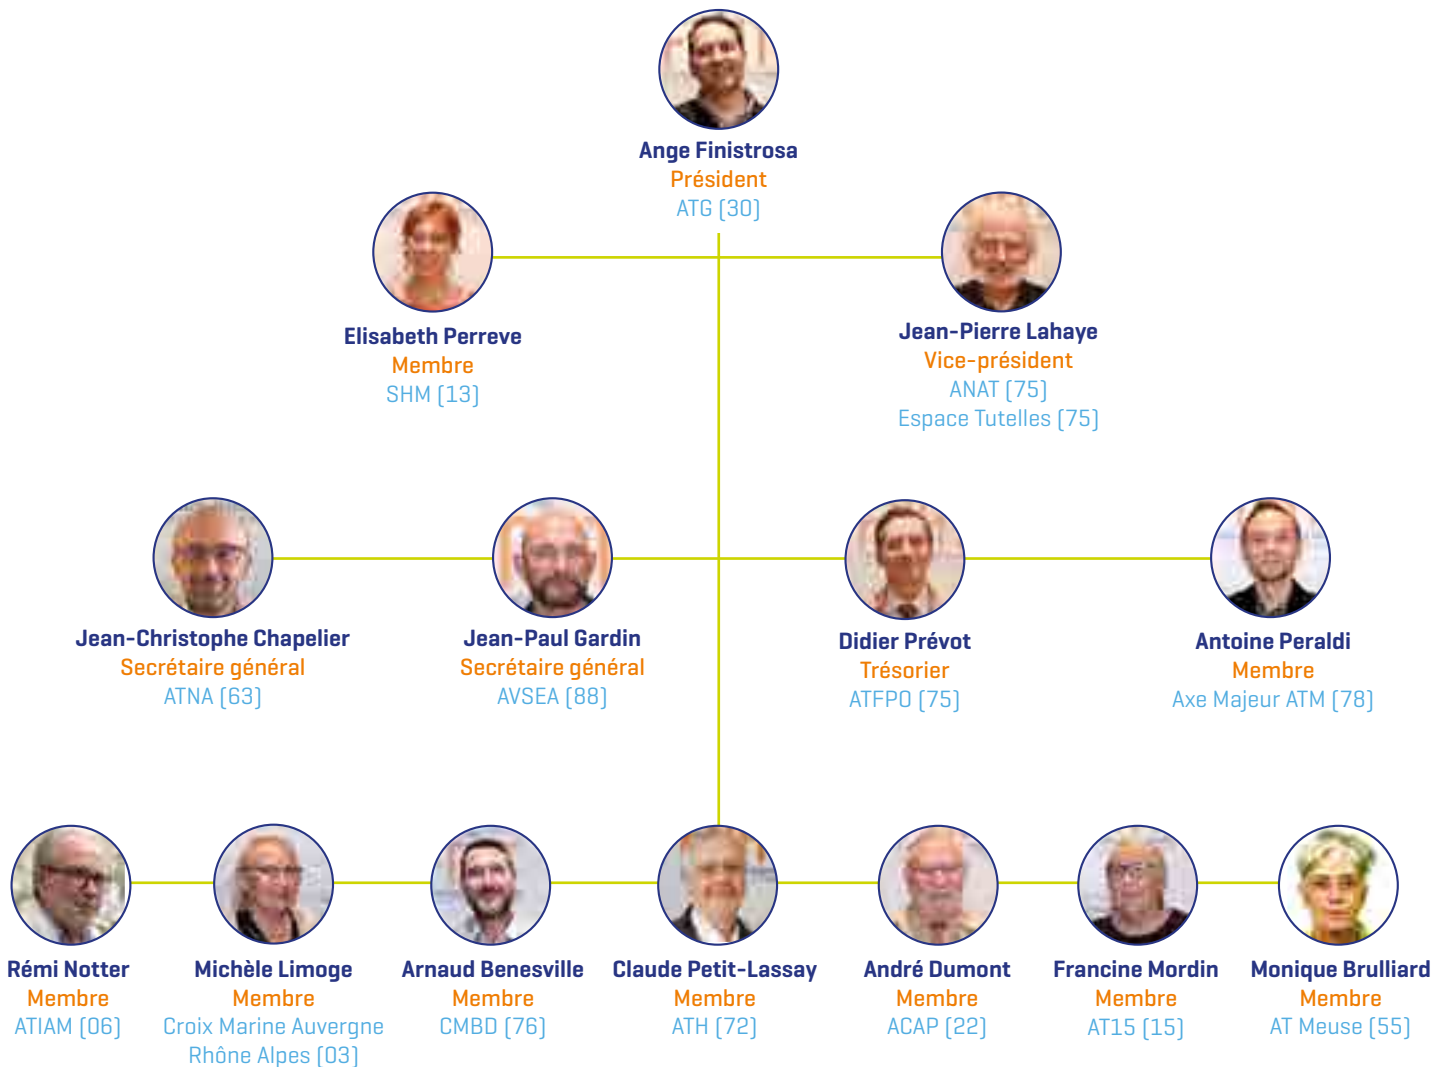 Ange Finistrosa
Président
ATG (30)
Elisabeth Perreve
Membre
SHM (13)
Jean-Pierre Lahaye
Vice-président
ANAT (75)
Espace Tutelles (75)
Jean-Christophe Chapelier
Secrétaire général
ATNA (63)
Jean-Paul Gardin
Secrétaire général
AVSEA (88)
Didier Prévot
Trésorier
ATFPO (75)
Antoine Peraldi
Membre
Axe Majeur ATM (78)
Rémi Notter
Membre
ATIAM (06)
Michèle Limoge
Membre
Croix Marine Auvergne
Rhône Alpes (03)
Arnaud Benesville
Membre
CMBD (76)
Claude Petit-Lassay
Membre
ATH (72)
André Dumont
Membre
ACAP (22)
Francine Mordin
Membre
AT15 (15)
Monique Brulliard
Membre
AT Meuse (55)